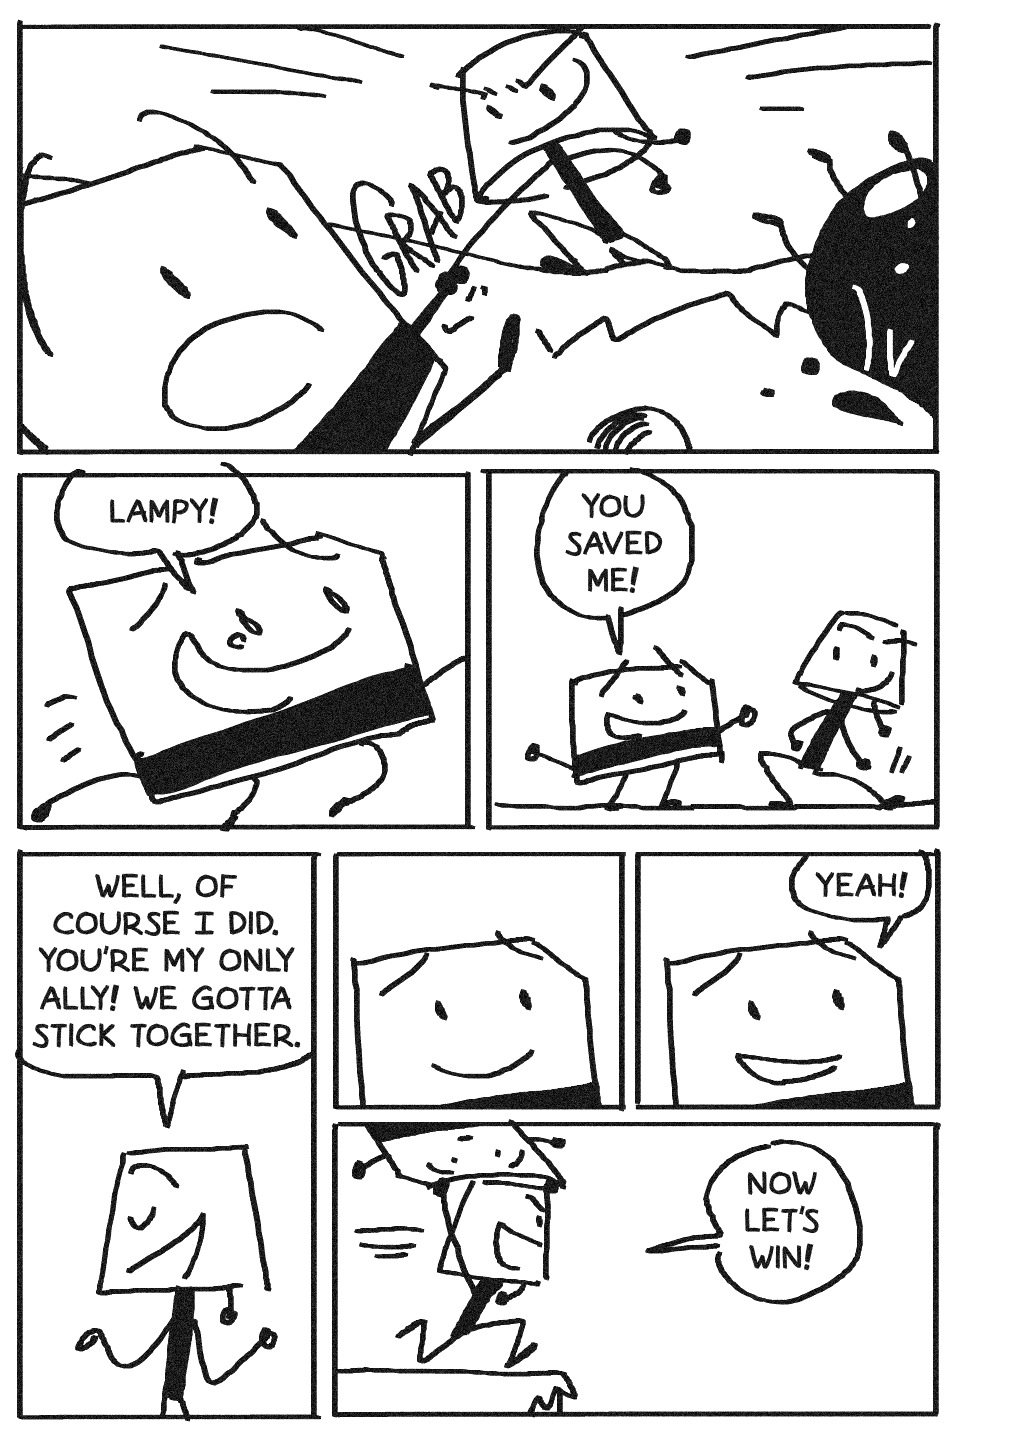 GRAB
LAMPY!
YOU
SAVED
ME!
WELL, OF
COURSE I DID.
YOU'RE MY ONLY
ALLY! WE GOTTA
STICK TOGETHER.
YEAH!
NOW
LET'S
WIN!